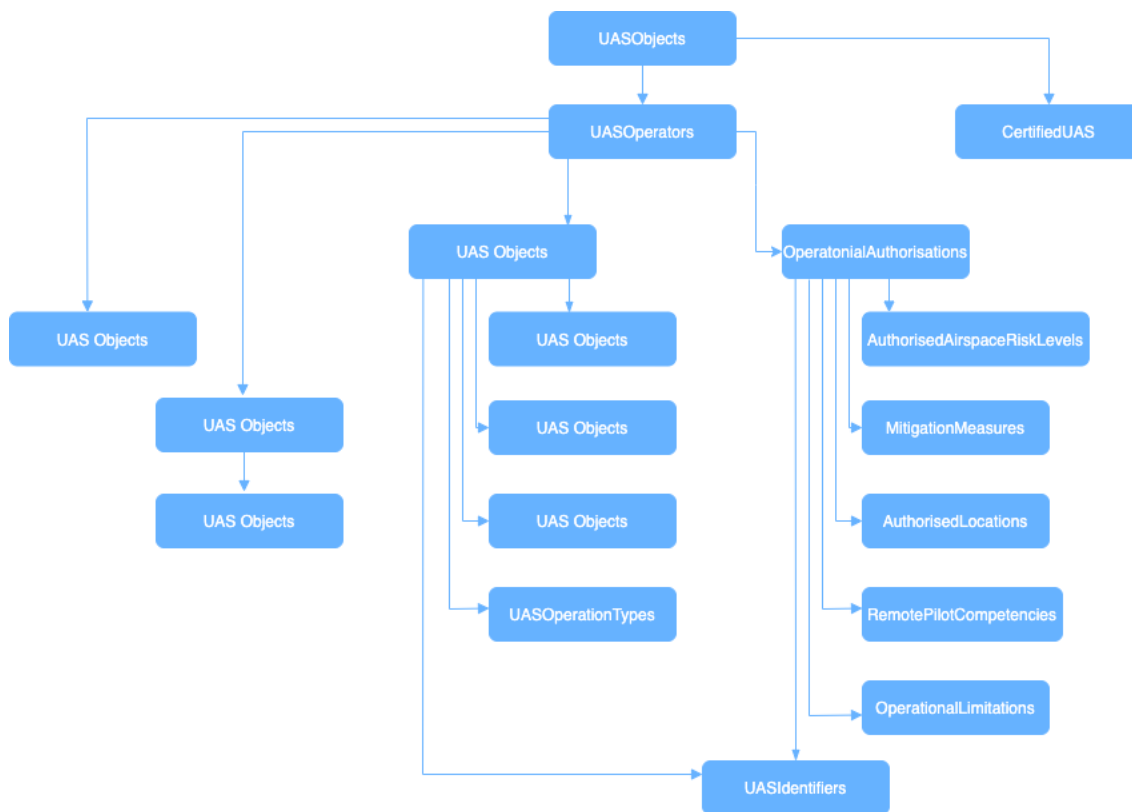 UASObjects
UASOperators
CertifiedUAS
UAS Objects
OperatonialAuthorisations
UAS Objects
UAS Objects
AuthorisedAirspaceRiskLevels
UAS Objects
UAS Objects
MitigationMeasures
UAS Objects
UAS Objects
AuthorisedLocations
UASOperationTypes
RemotePilotCompetencies
OperationalLimitations
UASIdentifiers